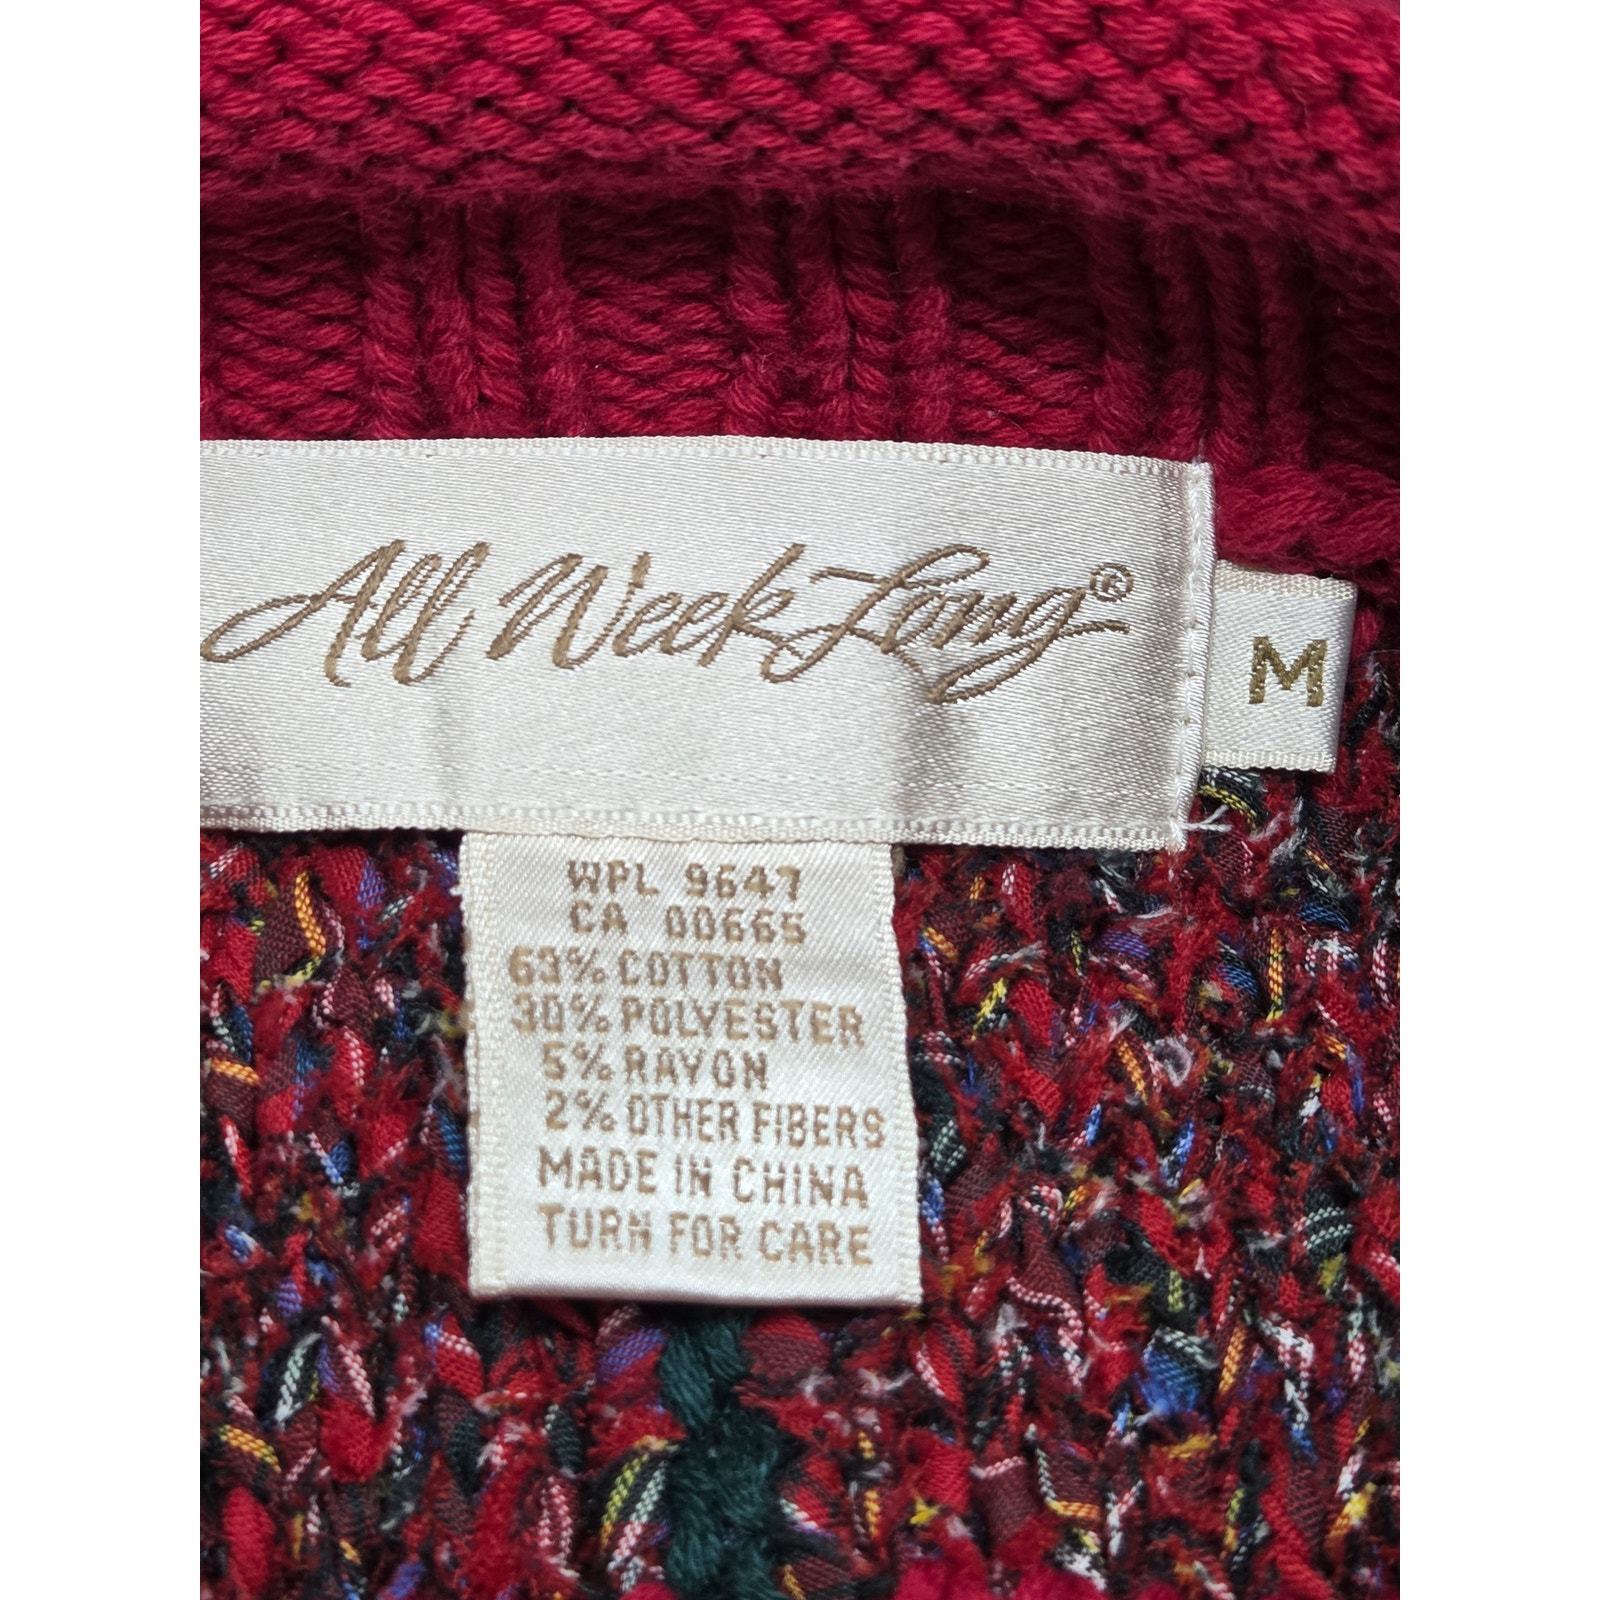 All Week Long®
M
WPL 9647
CA 00665
63% COTTON
30% POLYESTER
5% RAYON
2% OTHER FIBERS
MADE IN CHINA
TURN FOR CARE